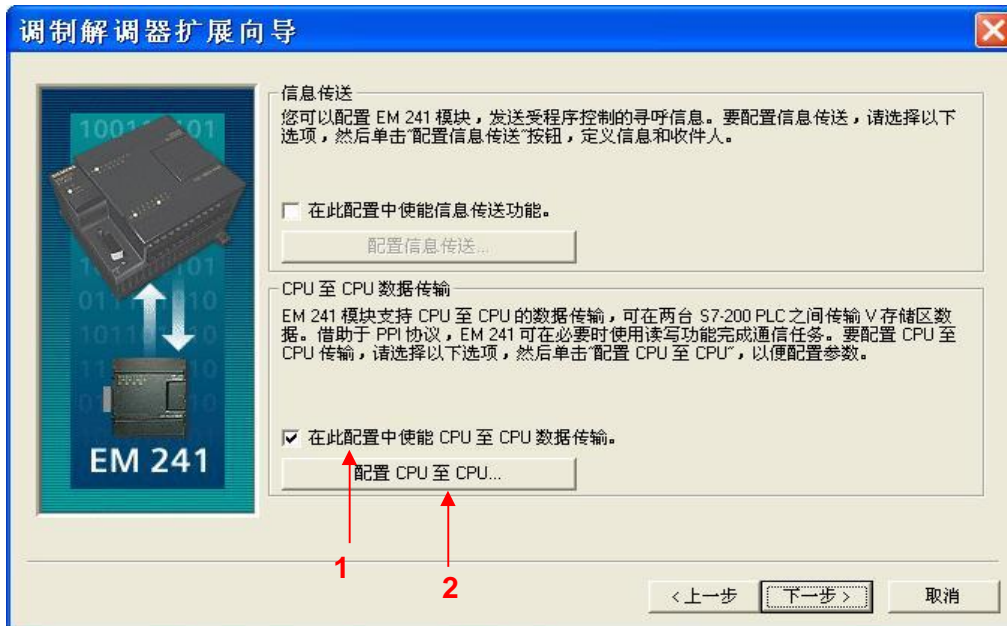 调制解调器扩展向导
信息传送
您可以配置 EM 241 模块，发送受程序控制的寻呼信息。要配置信息传送，请选择以下
选项，然后单击“配置信息传送”按钮，定义信息和收件人。
在此配置中使能信息传送功能。
配置信息传送...
CPU 至 CPU 数据传输
EM 241 模块支持 CPU 至 CPU 的数据传输，可在两台 S7-200 PLC 之间传输 V 存储区数
据。借助于 PPI 协议，EM 241 可在必要时使用读写功能完成通信任务。要配置 CPU 至
CPU 传输，请选择以下选项，然后单击“配置 CPU 至 CPU”，以便配置参数。
在此配置中使能 CPU 至 CPU 数据传输。
配置 CPU 至 CPU...
EM 241
1
2
<上一步
下一步>
取消